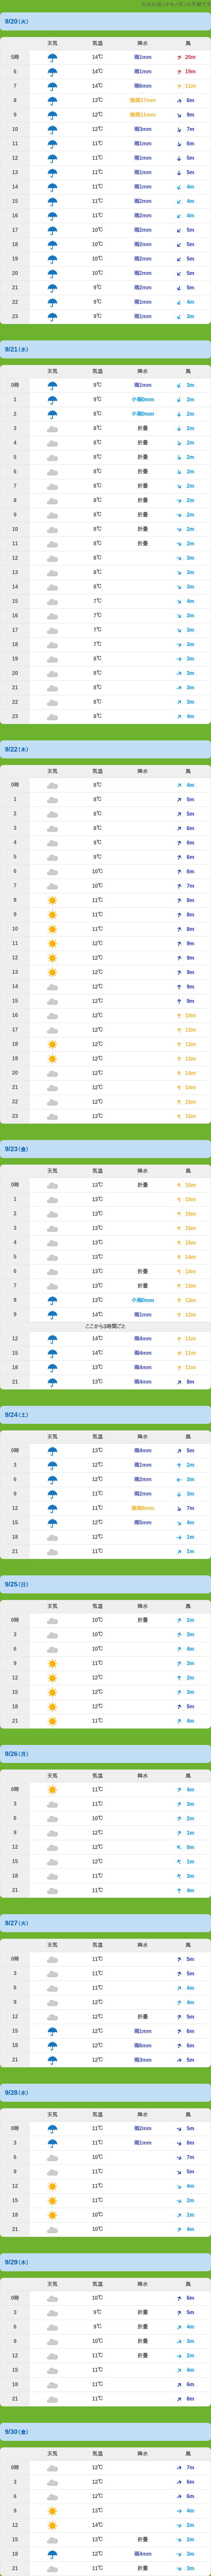 9/20(火)
天気 気温 降水 風
5時 14℃ 雨1mm 20m
6 14℃ 雨1mm 19m
7 14℃ 雨6mm 11m
8 13℃ 強雨17mm 6m
9 12℃ 強雨11mm 9m
10 12℃ 雨3mm 7m
11 11℃ 雨1mm 6m
12 11℃ 雨1mm 5m
13 11℃ 雨1mm 5m
14 11℃ 雨1mm 4m
15 11℃ 雨2mm 4m
16 11℃ 雨2mm 4m
17 10℃ 雨2mm 5m
18 10℃ 雨2mm 5m
19 10℃ 雨2mm 5m
20 10℃ 雨2mm 5m
21 9℃ 雨2mm 5m
22 9℃ 雨1mm 4m
23 9℃ 雨1mm 3m
9/21(水)
天気 気温 降水 風
0時 9℃ 雨1mm 3m
1 9℃ 小雨0mm 2m
2 8℃ 小雨0mm 2m
3 8℃ 折畳 2m
4 8℃ 折畳 2m
5 8℃ 折畳 2m
6 8℃ 折畳 2m
7 8℃ 折畳 2m
8 8℃ 折畳 2m
9 8℃ 折畳 2m
10 8℃ 折畳 2m
11 8℃ 折畳 2m
12 8℃ 3m
13 8℃ 3m
14 8℃ 3m
15 7℃ 4m
16 7℃ 3m
17 7℃ 3m
18 7℃ 3m
19 8℃ 3m
20 8℃ 3m
21 8℃ 3m
22 8℃ 3m
23 8℃ 4m
9/22(木)
天気 気温 降水 風
0時 8℃ 4m
1 8℃ 5m
2 8℃ 5m
3 8℃ 6m
4 9℃ 6m
5 9℃ 6m
6 10℃ 6m
7 10℃ 7m
8 11℃ 8m
9 11℃ 8m
10 11℃ 8m
11 12℃ 9m
12 12℃ 9m
13 12℃ 9m
14 12℃ 9m
15 12℃ 9m
16 12℃ 10m
17 12℃ 12m
18 12℃ 13m
19 12℃ 13m
20 12℃ 14m
21 12℃ 14m
22 12℃ 15m
23 13℃ 15m
9/23(金)
天気 気温 降水 風
0時 13℃ 折畳 16m
1 13℃ 15m
2 13℃ 15m
3 13℃ 15m
4 13℃ 15m
5 13℃ 14m
6 13℃ 折畳 14m
7 13℃ 折畳 13m
8 13℃ 小雨0mm 13m
9 14℃ 雨1mm 12m
ここから3時間ごと
12 14℃ 雨4mm 11m
15 14℃ 雨4mm 11m
18 13℃ 雨4mm 11m
21 13℃ 雨4mm 8m
9/24(土)
天気 気温 降水 風
0時 13℃ 雨4mm 5m
3 12℃ 雨1mm 2m
6 12℃ 雨2mm 3m
9 11℃ 雨2mm 3m
12 11℃ 7m
15 12℃ 雨5mm 4m
18 12℃ 1m
21 11℃ 1m
9/25(日)
天気 気温 降水 風
0時 10℃ 折畳 2m
3 10℃ 3m
6 10℃ 4m
9 11℃ 3m
12 12℃ 2m
15 12℃ 3m
18 12℃ 5m
21 11℃ 4m
9/26(月)
天気 気温 降水 風
0時 11℃ 4m
3 11℃ 3m
6 10℃ 2m
9 12℃ 1m
12 12℃ 0m
15 12℃ 1m
18 11℃ 3m
21 11℃ 4m
9/27(火)
天気 気温 降水 風
0時 11℃ 5m
3 11℃ 5m
6 11℃ 4m
9 12℃ 4m
12 12℃ 折畳 5m
15 12℃ 雨1mm 6m
18 12℃ 雨6mm 6m
21 12℃ 雨3mm 5m
9/28(水)
天気 気温 降水 風
0時 11℃ 雨2mm 5m
3 11℃ 雨1mm 6m
6 10℃ 7m
9 11℃ 5m
12 11℃ 4m
15 11℃ 2m
18 10℃ 1m
21 10℃ 4m
9/29(木)
天気 気温 降水 風
0時 10℃ 6m
3 9℃ 折畳 5m
6 9℃ 折畳 4m
9 10℃ 折畳 3m
12 11℃ 折畳 2m
15 11℃ 4m
18 11℃ 6m
21 11℃ 6m
9/30(金)
天気 気温 降水 風
0時 12℃ 7m
3 12℃ 6m
6 12℃ 6m
9 13℃ 4m
12 14℃ 2m
15 13℃ 折畳 2m
18 12℃ 雨4mm 3m
21 11℃ 折畳 3m